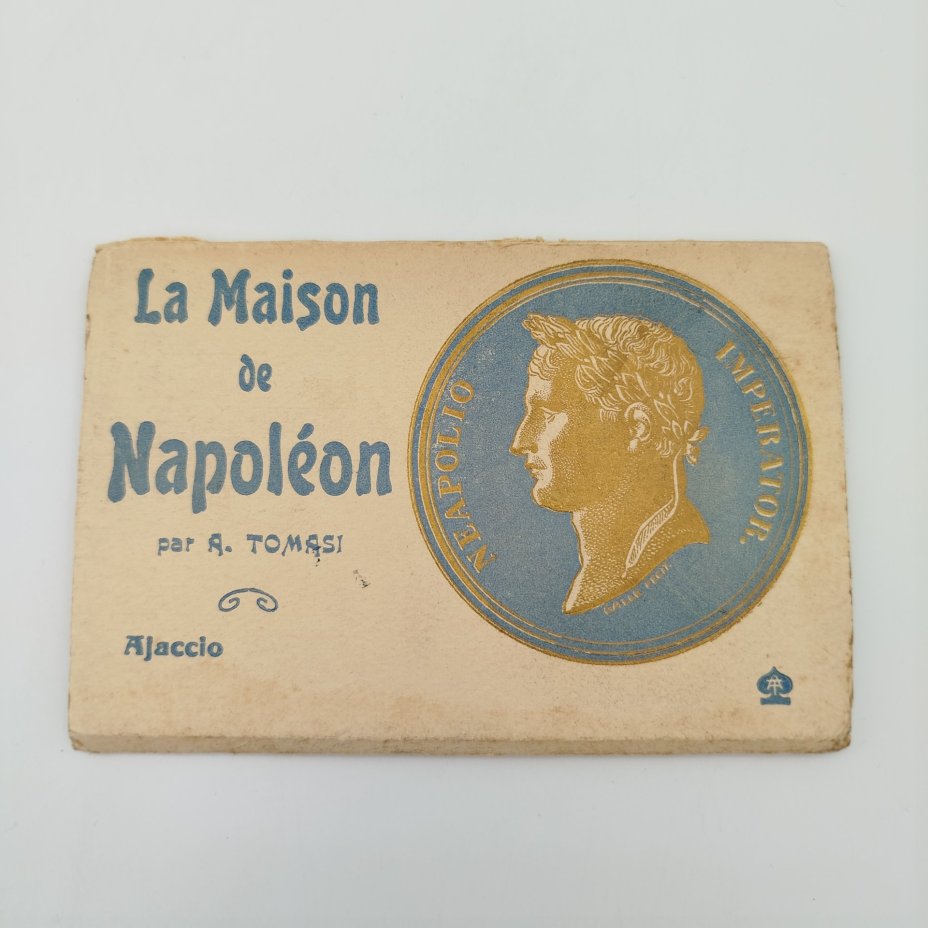 La Maison
de
Napoléon
par A. TOMASI
Ajaccio
NEAPOLIO
IMPERATOR.